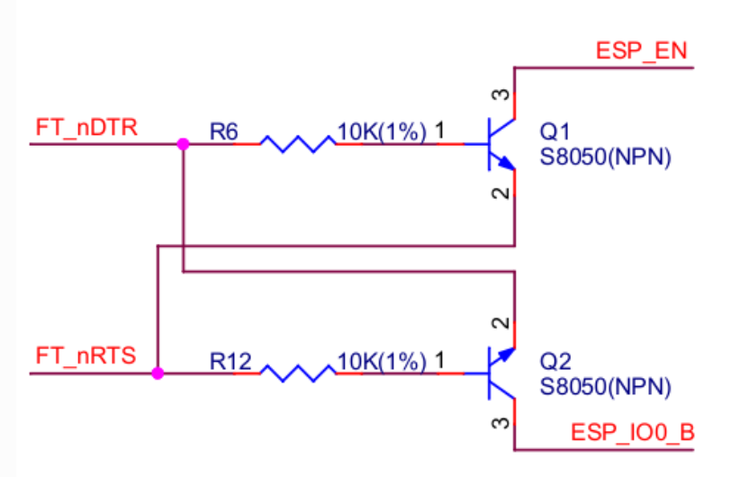 ESP_EN
3
FT_nDTR
R6
10K(1%)
1
Q1
S8050(NPN)
2
2
FT_nRTS
R12
10K(1%)
1
Q2
S8050(NPN)
3
ESP_IO0_B